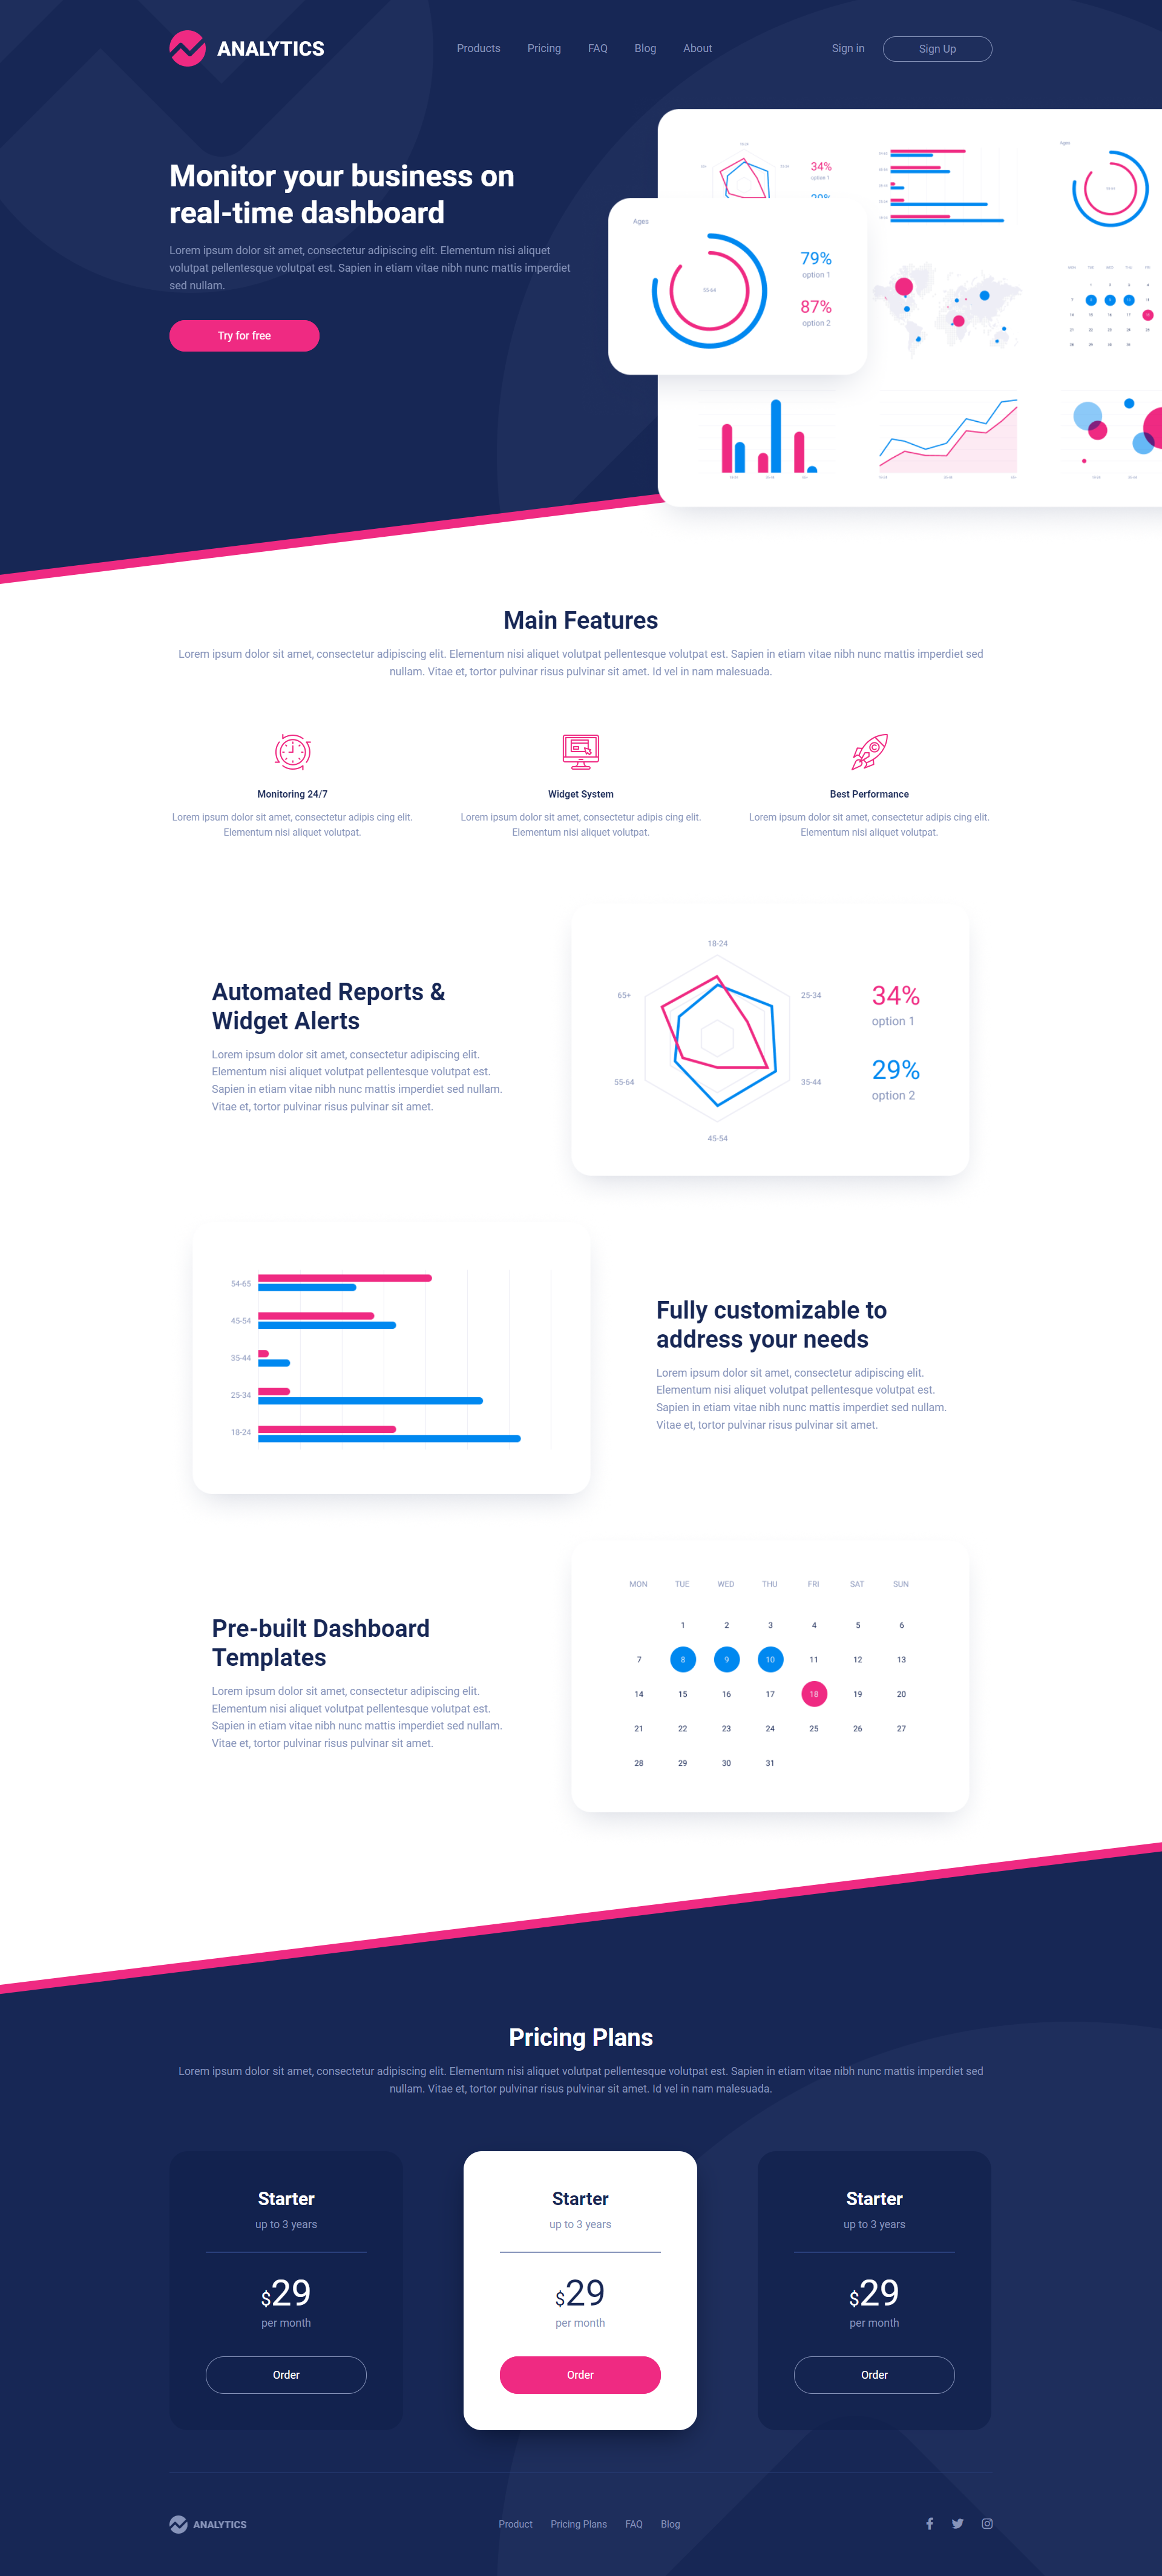 ANALYTICS
Products Pricing FAQ Blog About
Sign in Sign Up
Monitor your business on
real-time dashboard
Lorem ipsum dolor sit amet, consectetur adipiscing elit. Elementum nisi aliquet
volutpat pellentesque volutpat est. Sapien in etiam vitae nibh nunc mattis imperdiet
sed nullam.
Try for free
34%
option 1
Ages
Ages
55-64
79%
option 1
87%
option 2
Main Features
Lorem ipsum dolor sit amet, consectetur adipiscing elit. Elementum nisi aliquet volutpat pellentesque volutpat est. Sapien in etiam vitae nibh nunc mattis imperdiet sed
nullam. Vitae et, tortor pulvinar risus pulvinar sit amet. Id vel in nam malesuada.
Monitoring 24/7
Lorem ipsum dolor sit amet, consectetur adipis cing elit.
Elementum nisi aliquet volutpat.
Widget System
Lorem ipsum dolor sit amet, consectetur adipis cing elit.
Elementum nisi aliquet volutpat.
Best Performance
Lorem ipsum dolor sit amet, consectetur adipis cing elit.
Elementum nisi aliquet volutpat.
Automated Reports &
Widget Alerts
Lorem ipsum dolor sit amet, consectetur adipiscing elit.
Elementum nisi aliquet volutpat pellentesque volutpat est.
Sapien in etiam vitae nibh nunc mattis imperdiet sed nullam.
Vitae et, tortor pulvinar risus pulvinar sit amet.
18-24
65+
25-34
55-64
35-44
45-54
34%
option 1
29%
option 2
54-65
45-54
35-44
25-34
18-24
Fully customizable to
address your needs
Lorem ipsum dolor sit amet, consectetur adipiscing elit.
Elementum nisi aliquet volutpat pellentesque volutpat est.
Sapien in etiam vitae nibh nunc mattis imperdiet sed nullam.
Vitae et, tortor pulvinar risus pulvinar sit amet.
Pre-built Dashboard
Templates
Lorem ipsum dolor sit amet, consectetur adipiscing elit.
Elementum nisi aliquet volutpat pellentesque volutpat est.
Sapien in etiam vitae nibh nunc mattis imperdiet sed nullam.
Vitae et, tortor pulvinar risus pulvinar sit amet.
MON TUE WED THU FRI SAT SUN
1 2 3 4 5 6
7 8 9 10 11 12 13
14 15 16 17 18 19 20
21 22 23 24 25 26 27
28 29 30 31
Pricing Plans
Lorem ipsum dolor sit amet, consectetur adipiscing elit. Elementum nisi aliquet volutpat pellentesque volutpat est. Sapien in etiam vitae nibh nunc mattis imperdiet sed
nullam. Vitae et, tortor pulvinar risus pulvinar sit amet. Id vel in nam malesuada.
Starter
up to 3 years
$29
per month
Order
Starter
up to 3 years
$29
per month
Order
Starter
up to 3 years
$29
per month
Order
ANALYTICS
Product Pricing Plans FAQ Blog